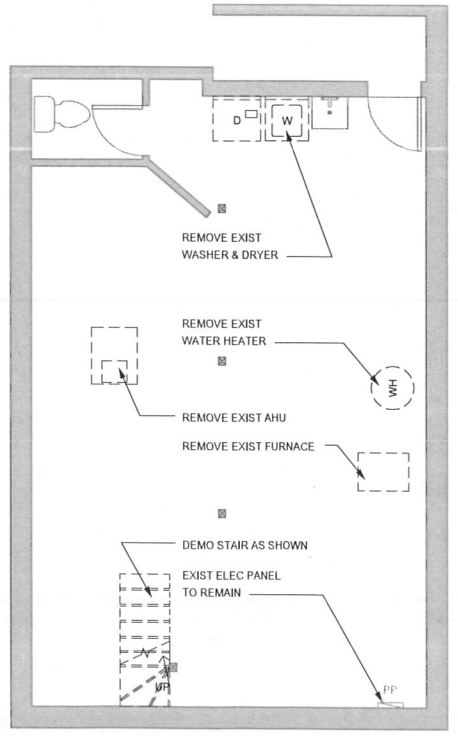 D
W
REMOVE EXIST
WASHER & DRYER
REMOVE EXIST
WATER HEATER
WH
REMOVE EXIST AHU
REMOVE EXIST FURNACE
DEMO STAIR AS SHOWN
EXIST ELEC PANEL
TO REMAIN
UP
PP